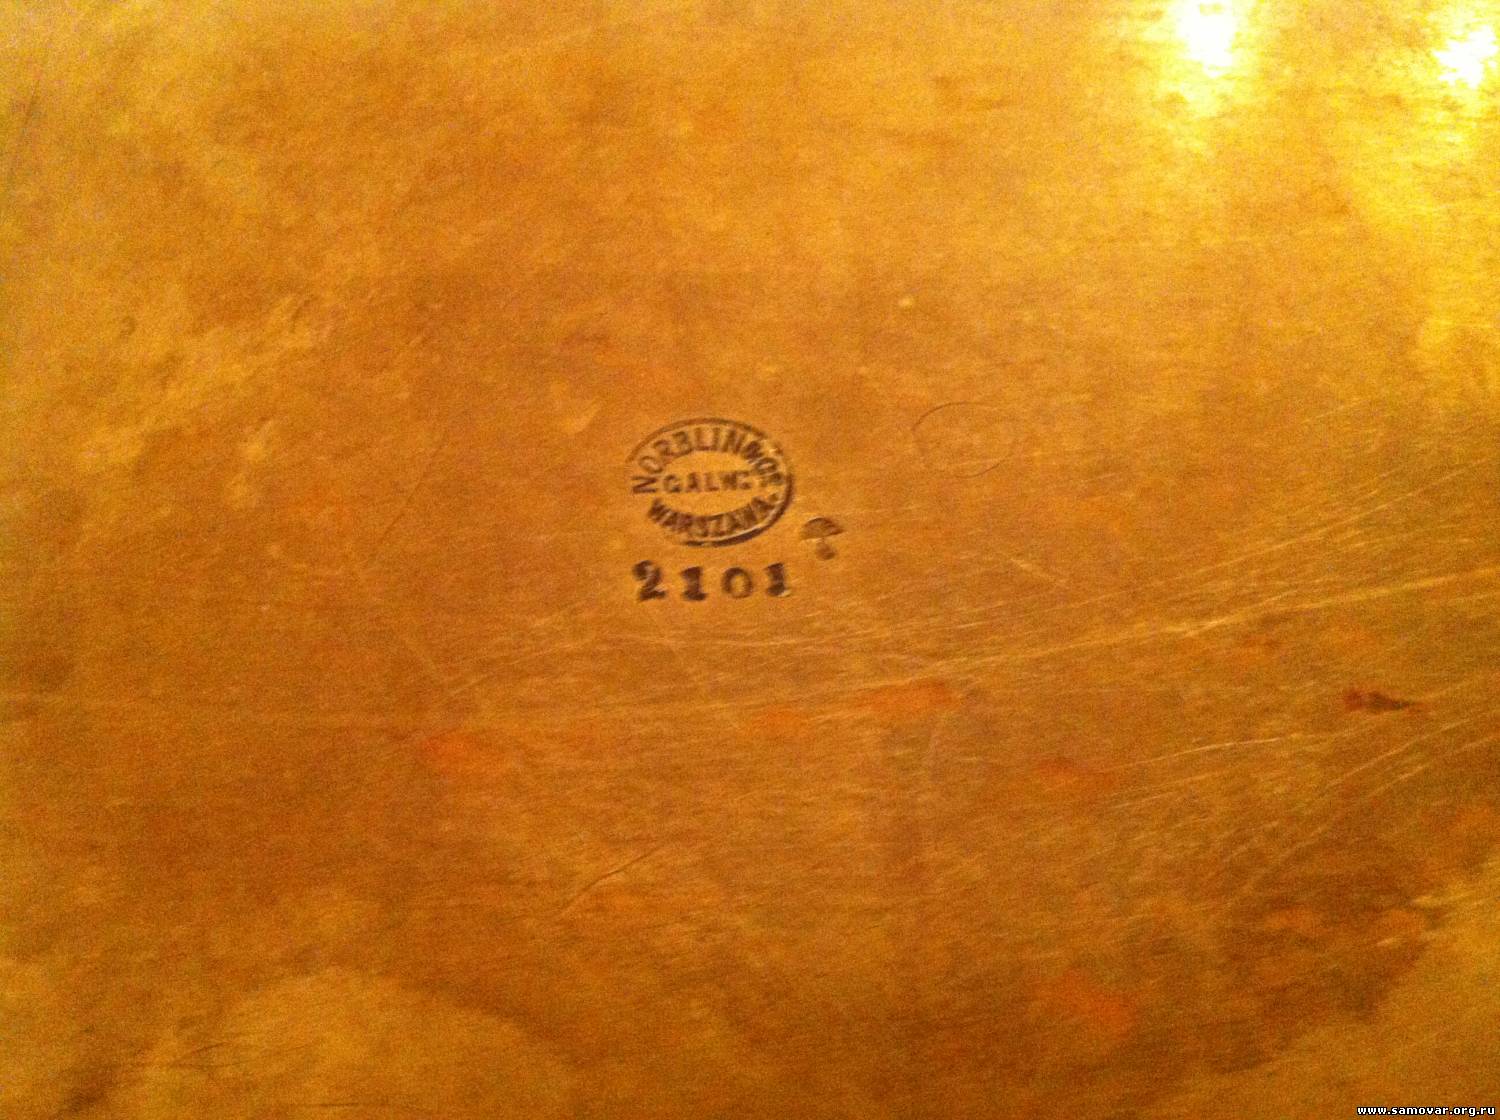 NORBLIN & Co.
GALW:
WARSZAWA.
2101
www.samovar.org.ru